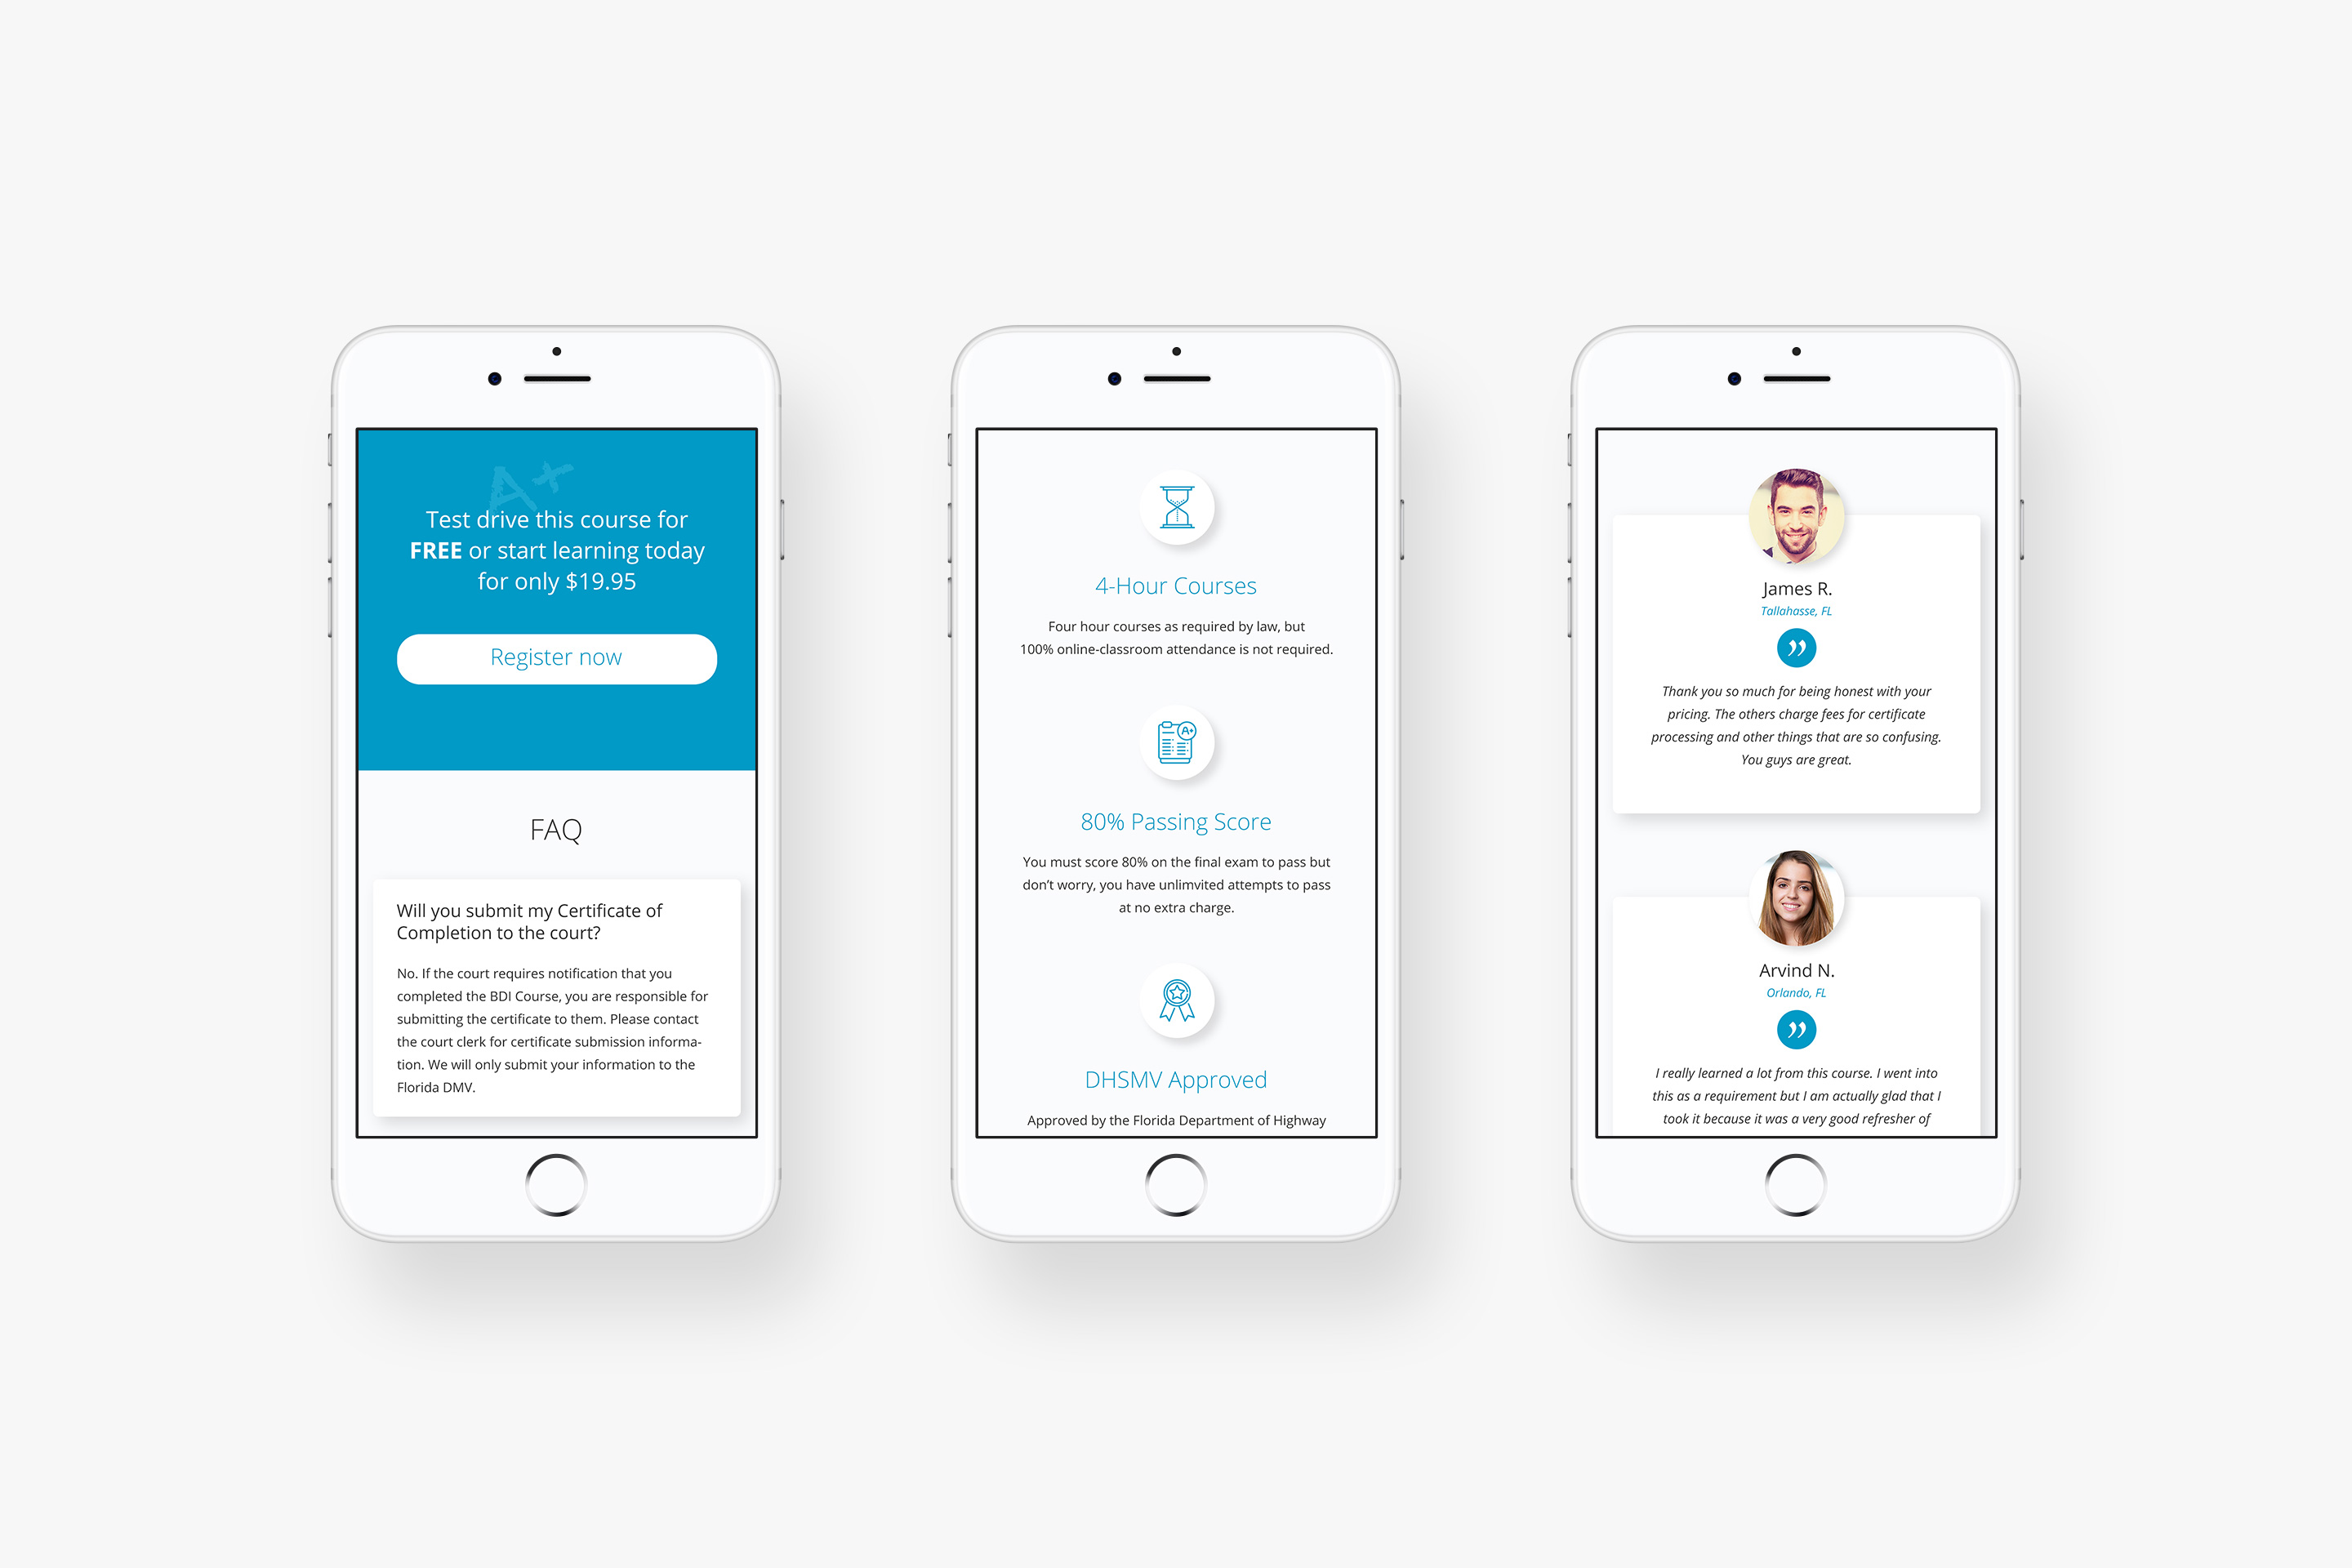 A+
Test drive this course for
FREE or start learning today
for only $19.95
Register now
FAQ
Will you submit my Certificate of
Completion to the court?
No. If the court requires notification that you
completed the BDI Course, you are responsible for
submitting the certificate to them. Please contact
the court clerk for certificate submission informa-
tion. We will only submit your information to the
Florida DMV.
4-Hour Courses
Four hour courses as required by law, but
100% online-classroom attendance is not required.
A+
80% Passing Score
You must score 80% on the final exam to pass but
don’t worry, you have unlimvited attempts to pass
at no extra charge.
DHSMV Approved
Approved by the Florida Department of Highway
James R.
Tallahasse, FL
”
Thank you so much for being honest with your
pricing. The others charge fees for certificate
processing and other things that are so confusing.
You guys are great.
Arvind N.
Orlando, FL
”
I really learned a lot from this course. I went into
this as a requirement but I am actually glad that I
took it because it was a very good refresher of